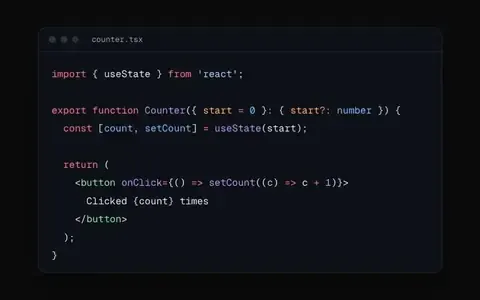 counter.tsx
import { useState } from 'react';
export function Counter({ start = 0 }: { start?: number }) {
  const [count, setCount] = useState(start);
  return (
    <button onClick={() => setCount((c) => c + 1)}>
      Clicked {count} times
    </button>
  );
}